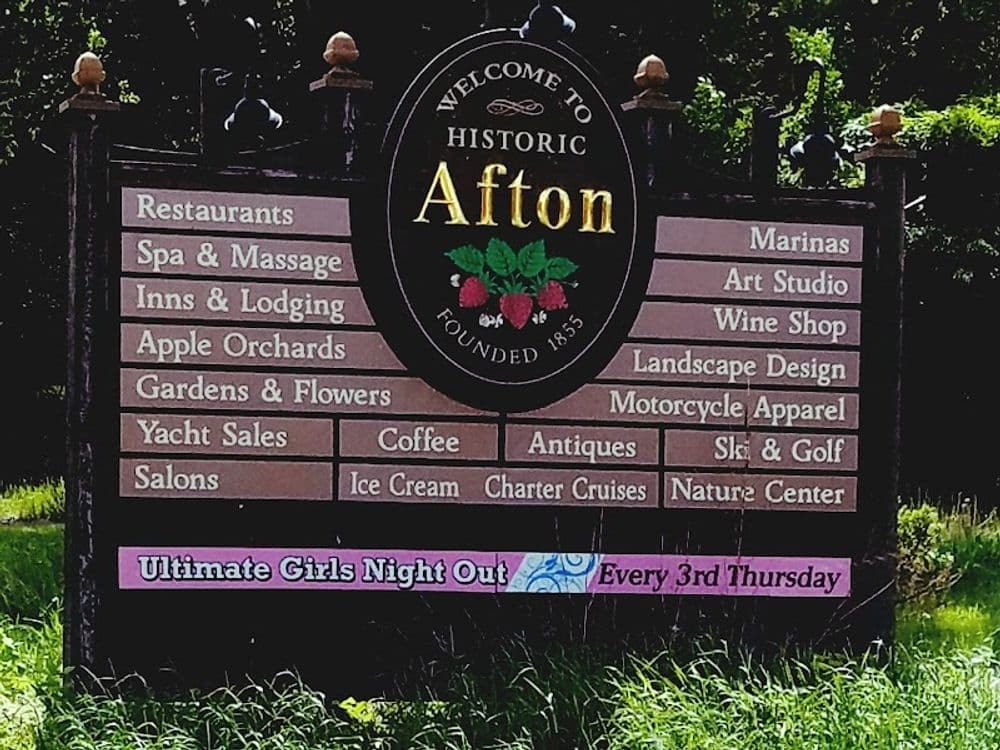 WELCOME TO
HISTORIC
Afton
FOUNDED 1855
Restaurants
Spa & Massage
Inns & Lodging
Apple Orchards
Gardens & Flowers
Yacht Sales
Salons
Marinas
Art Studio
Wine Shop
Landscape Design
Motorcycle Apparel
Coffee
Antiques
Ski & Golf
Ice Cream Charter Cruises
Nature Center
Ultimate Girls Night Out Every 3rd Thursday